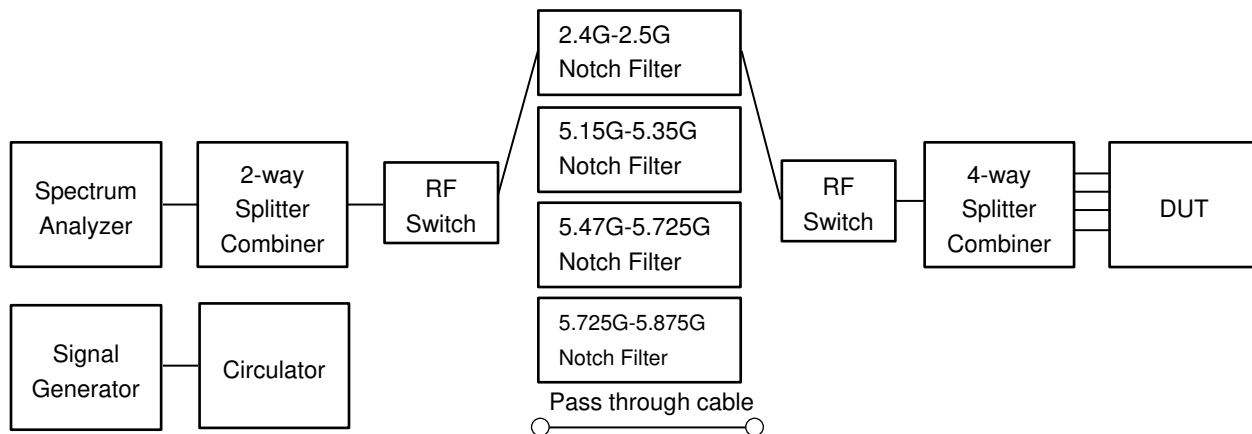 2.4G-2.5G
Notch Filter
5.15G-5.35G
Notch Filter
Spectrum
Analyzer
2-way
Splitter
Combiner
RF
Switch
RF
Switch
4-way
Splitter
Combiner
DUT
5.47G-5.725G
Notch Filter
5.725G-5.875G
Notch Filter
Signal
Generator
Circulator
Pass through cable